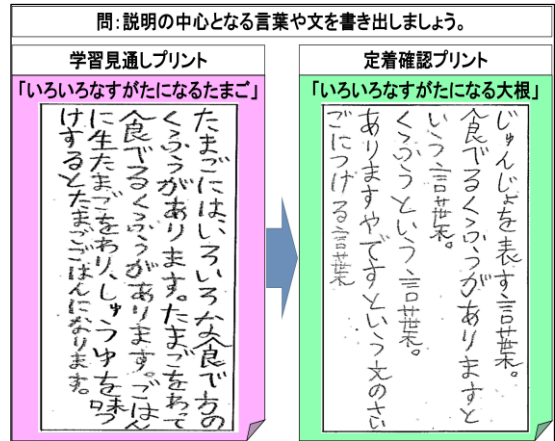 問：説明の中心となる言葉や文を書き出しましょう。
学習見通しプリント
「いろいろなすがたになるたまご」
たまごには、いろいろな食で方の
くふうがあります。たまごをわって
食でるくふうがあります。ごはん
に生たまごをわり、しょうゆを味つ
けするとたまごごはんになります。
定着確認プリント
「いろいろなすがたになる大根」
じゅんじょを表す言葉。
食でるくふうがありますと
いう言葉。
くふうという言葉。
ありますやですという文のさい
ごにつける言葉